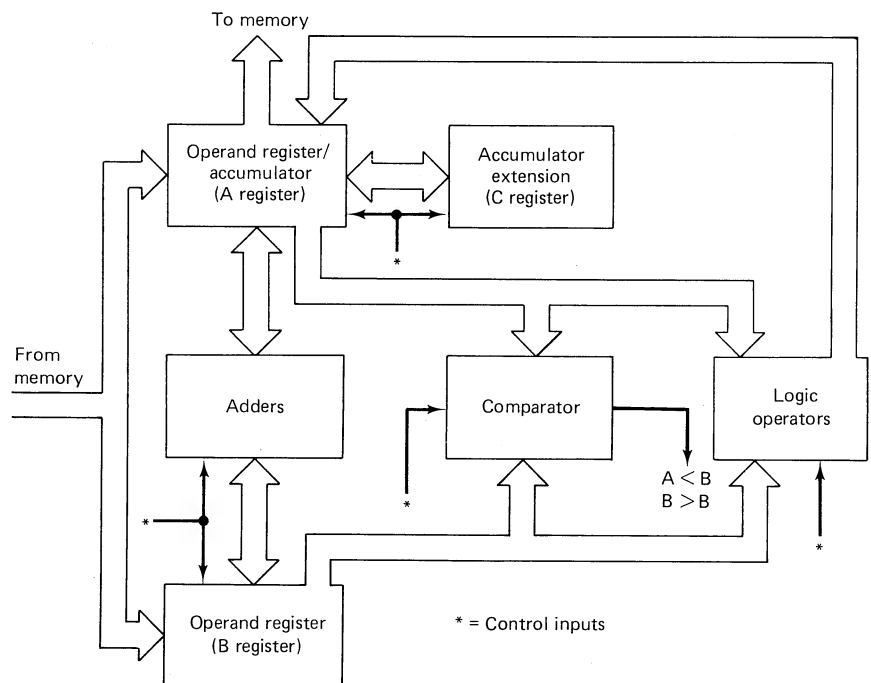 To memory
Operand register/
accumulator
(A register)
Accumulator
extension
(C register)
*
From
memory
Adders
Comparator
Logic
operators
*
A < B
B > B
*
*
Operand register
(B register)
* = Control inputs